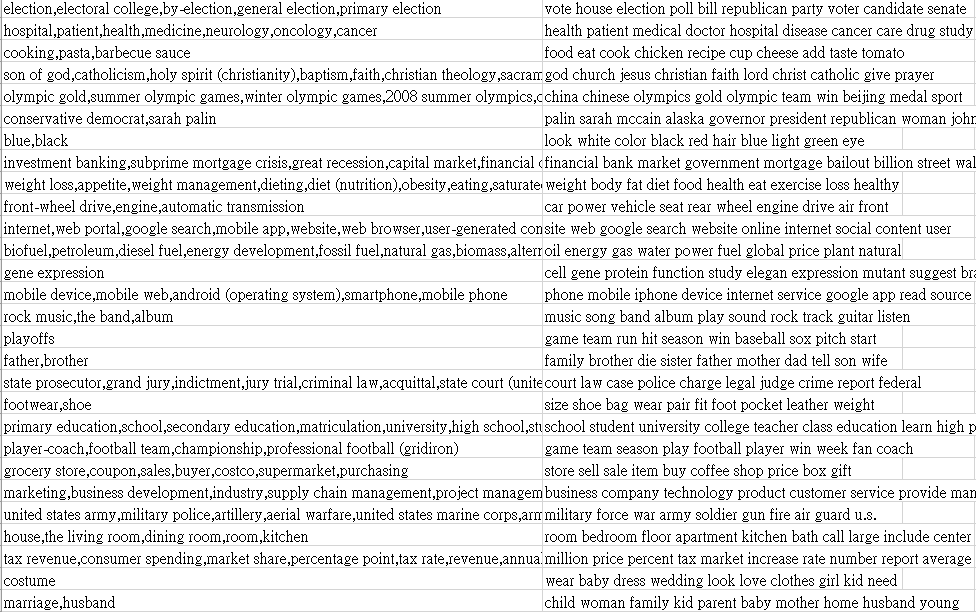 election,electoral college,by-election,general election,primary election	vote house election poll bill republican party voter candidate senate
hospital,patient,health,medicine,neurology,oncology,cancer	health patient medical doctor hospital disease cancer care drug study
cooking,pasta,barbecue sauce	food eat cook chicken recipe cup cheese add taste tomato
son of god,catholicism,holy spirit (christianity),baptism,faith,christian theology,sacram	god church jesus christian faith lord christ catholic give prayer
olympic gold,summer olympic games,winter olympic games,2008 summer olympics,c	china chinese olympics gold olympic team win beijing medal sport
conservative democrat,sarah palin	palin sarah mccain alaska governor president republican woman john
blue,black	look white color black red hair blue light green eye
investment banking,subprime mortgage crisis,great recession,capital market,financial c	financial bank market government mortgage bailout billion street wal
weight loss,appetite,weight management,dieting,diet (nutrition),obesity,eating,saturate	weight body fat diet food health eat exercise loss healthy
front-wheel drive,engine,automatic transmission	car power vehicle seat rear wheel engine drive air front
internet,web portal,google search,mobile app,website,web browser,user-generated con	site web google search website online internet social content user
biofuel,petroleum,diesel fuel,energy development,fossil fuel,natural gas,biomass,altern	oil energy gas water power fuel global price plant natural
gene expression	cell gene protein function study elegan expression mutant suggest bra
mobile device,mobile web,android (operating system),smartphone,mobile phone	phone mobile iphone device internet service google app read source
rock music,the band,album	music song band album play sound rock track guitar listen
playoffs	game team run hit season win baseball sox pitch start
father,brother	family brother die sister father mother dad tell son wife
state prosecutor,grand jury,indictment,jury trial,criminal law,acquittal,state court (unite	court law case police charge legal judge crime report federal
footwear,shoe	size shoe bag wear pair fit foot pocket leather weight
primary education,school,secondary education,matriculation,university,high school,stu	school student university college teacher class education learn high p
player-coach,football team,championship,professional football (gridiron)	game team season play football player win week fan coach
grocery store,coupon,sales,buyer,costco,supermarket,purchasing	store sell sale item buy coffee shop price box gift
marketing,business development,industry,supply chain management,project managem	business company technology product customer service provide man
united states army,military police,artillery,aerial warfare,united states marine corps,arm	military force war army soldier gun fire air guard u.s.
house,the living room,dining room,room,kitchen	room bedroom floor apartment kitchen bath call large include center
tax revenue,consumer spending,market share,percentage point,tax rate,revenue,annua	million price percent tax market increase rate number report average
costume	wear baby dress wedding look love clothes girl kid need
marriage,husband	child woman family kid parent baby mother home husband young